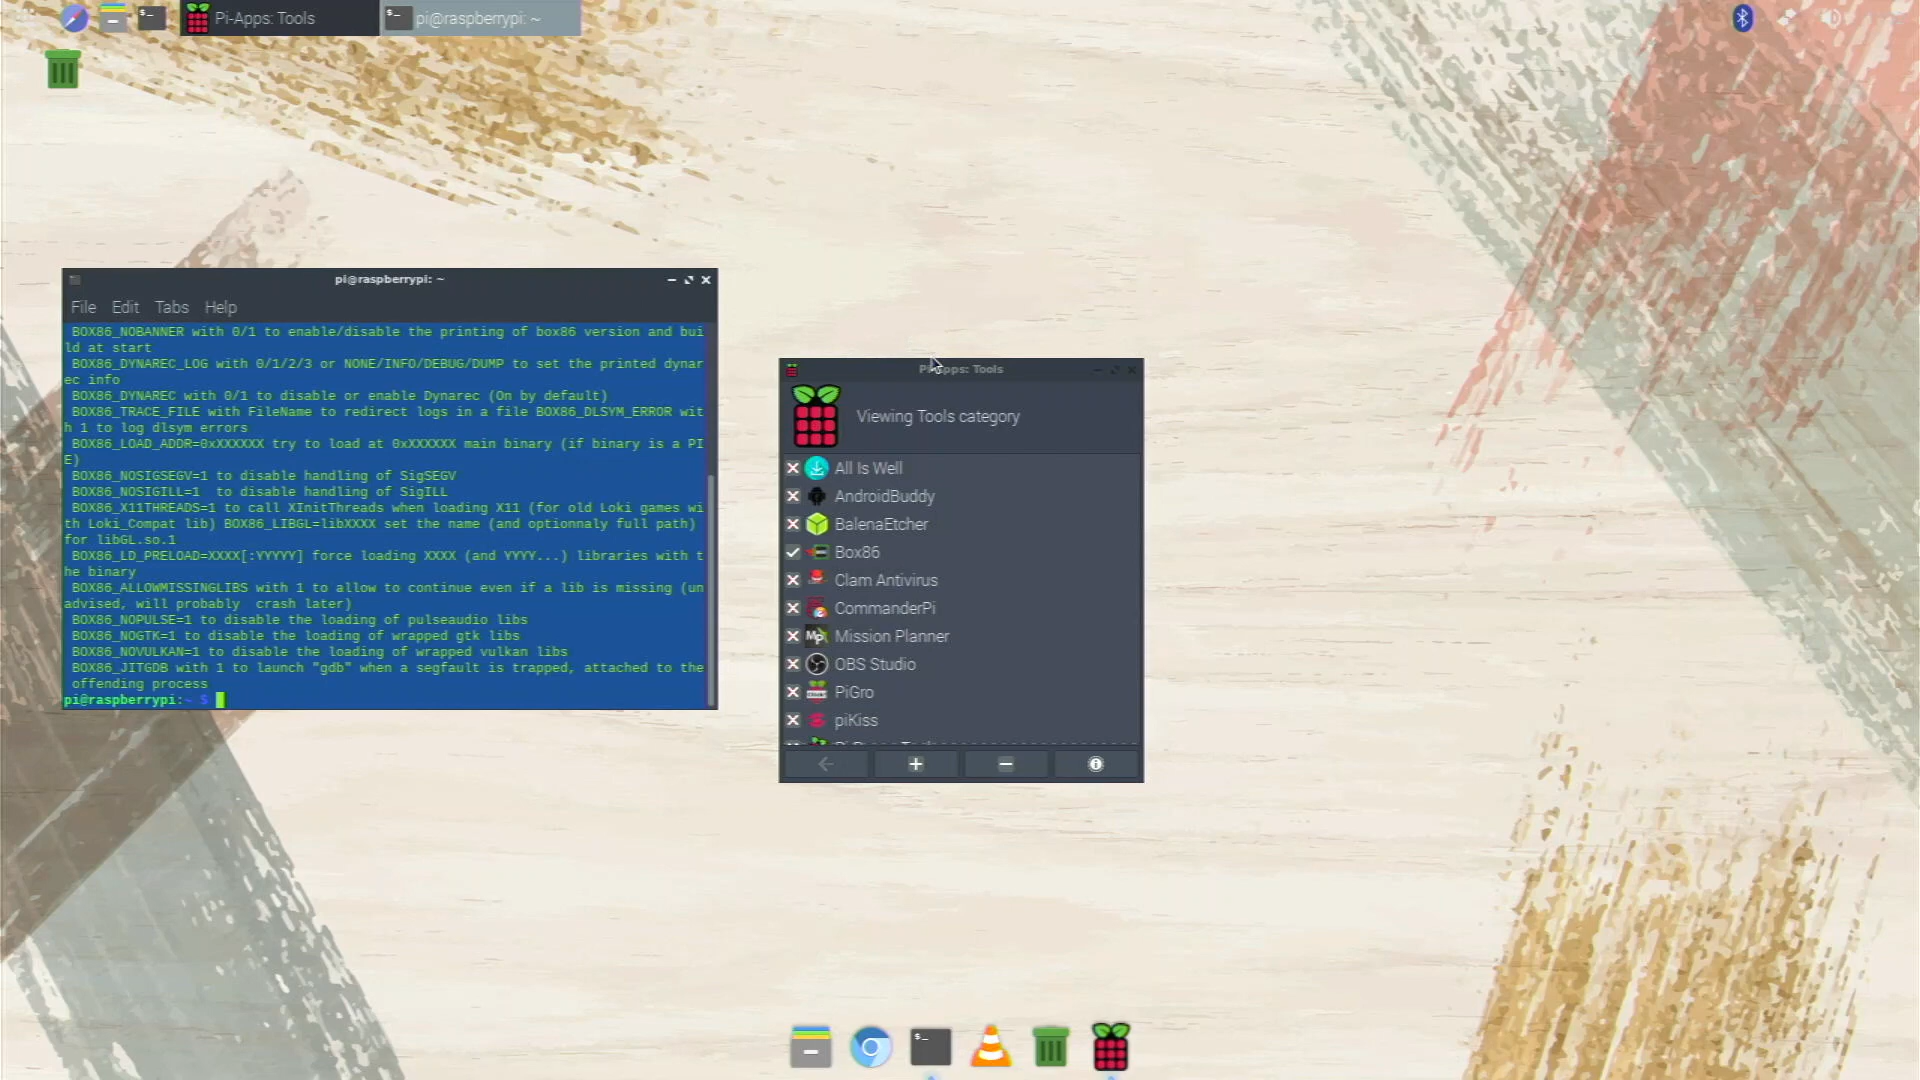 Pi-Apps: Tools
pi@raspberrypi: ~
pi@raspberrypi: ~
File Edit Tabs Help
BOX86_NOBANNER with 0/1 to enable/disable the printing of box86 version and bui
ld at start
BOX86_DYNAREC_LOG with 0/1/2/3 or NONE/INFO/DEBUG/DUMP to set the printed dynar
ec info
BOX86_DYNAREC with 0/1 to disable or enable Dynarec (On by default)
BOX86_TRACE_FILE with FileName to redirect logs in a file BOX86_DLSYM_ERROR wit
h 1 to log dlsym errors
BOX86_LOAD_ADDR=0xXXXXXX try to load at 0xXXXXXX main binary (if binary is a PI
E)
BOX86_NOSIGSEGV=1 to disable handling of SigSEGV
BOX86_NOSIGILL=1  to disable handling of SigILL
BOX86_X11THREADS=1 to call XInitThreads when loading X11 (for old Loki games wi
th Loki_Compat lib) BOX86_LIBGL=libXXXX set the name (and optionnaly full path)
for libGL.so.1
BOX86_LD_PRELOAD=XXXX[:YYYYY] force loading XXXX (and YYYY...) libraries with t
he binary
BOX86_ALLOWMISSINGLIBS with 1 to allow to continue even if a lib is missing (un
advised, will probably  crash later)
BOX86_NOPULSE=1 to disable the loading of pulseaudio libs
BOX86_NOGTK=1 to disable the loading of wrapped gtk libs
BOX86_NOVULKAN=1 to disable the loading of wrapped vulkan libs
BOX86_JITGDB with 1 to launch "gdb" when a segfault is trapped, attached to the
offending process
pi@raspberrypi:~ $
Pi-Apps: Tools
Viewing Tools category
All Is Well
AndroidBuddy
BalenaEtcher
Box86
Clam Antivirus
CommanderPi
Mp Mission Planner
OBS Studio
PiGro
piKiss